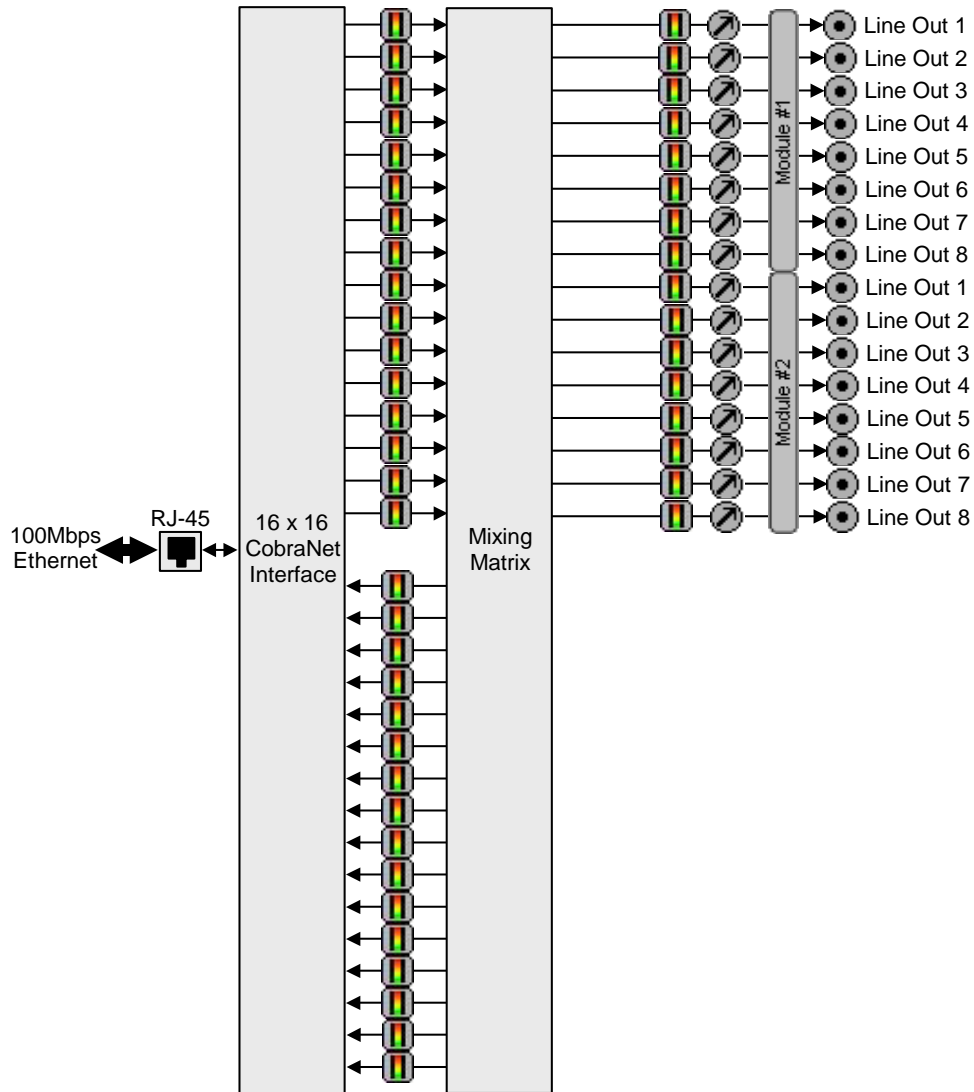 Line Out 1
Line Out 2
Line Out 3
Line Out 4
Line Out 5
Line Out 6
Line Out 7
Line Out 8
Module #1
Line Out 1
Line Out 2
Line Out 3
Line Out 4
Line Out 5
Line Out 6
Line Out 7
Line Out 8
Module #2
100Mbps
Ethernet
RJ-45
16 x 16
CobraNet
Interface
Mixing
Matrix